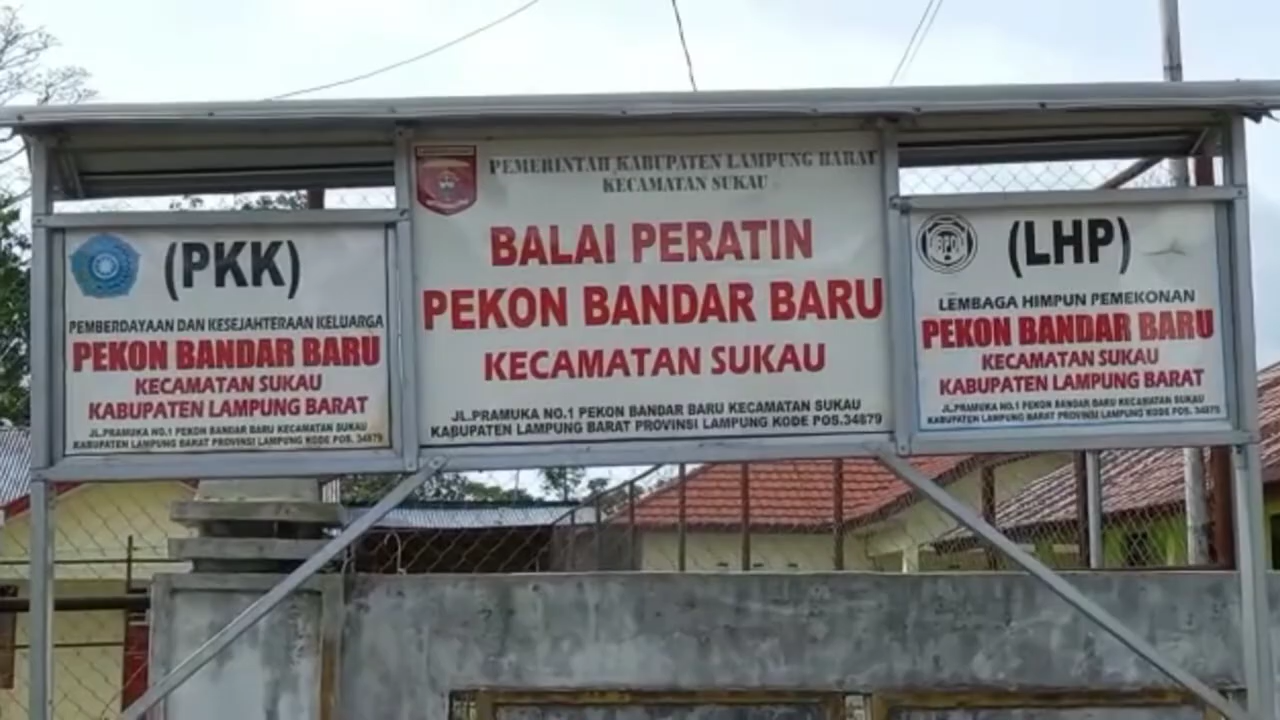 (PKK)
PEMBERDAYAAN DAN KESEJAHTERAAN KELUARGA
PEKON BANDAR BARU
KECAMATAN SUKAU
KABUPATEN LAMPUNG BARAT
JL.PRAMUKA NO.1 PEKON BANDAR BARU KECAMATAN SUKAU
KABUPATEN LAMPUNG BARAT PROVINSI LAMPUNG KODE POS. 34879
PEMERINTAH KABUPATEN LAMPUNG BARAT
KECAMATAN SUKAU
BALAI PERATIN
PEKON BANDAR BARU
KECAMATAN SUKAU
JL.PRAMUKA NO.1 PEKON BANDAR BARU KECAMATAN SUKAU
KABUPATEN LAMPUNG BARAT PROVINSI LAMPUNG KODE POS.34879
(LHP)
LEMBAGA HIMPUN PEMEKONAN
PEKON BANDAR BARU
KECAMATAN SUKAU
KABUPATEN LAMPUNG BARAT
JL.PRAMUKA NO.1 PEKON BANDAR BARU KECAMATAN SUKAU
KABUPATEN LAMPUNG BARAT PROVINSI LAMPUNG KODE POS. 34879